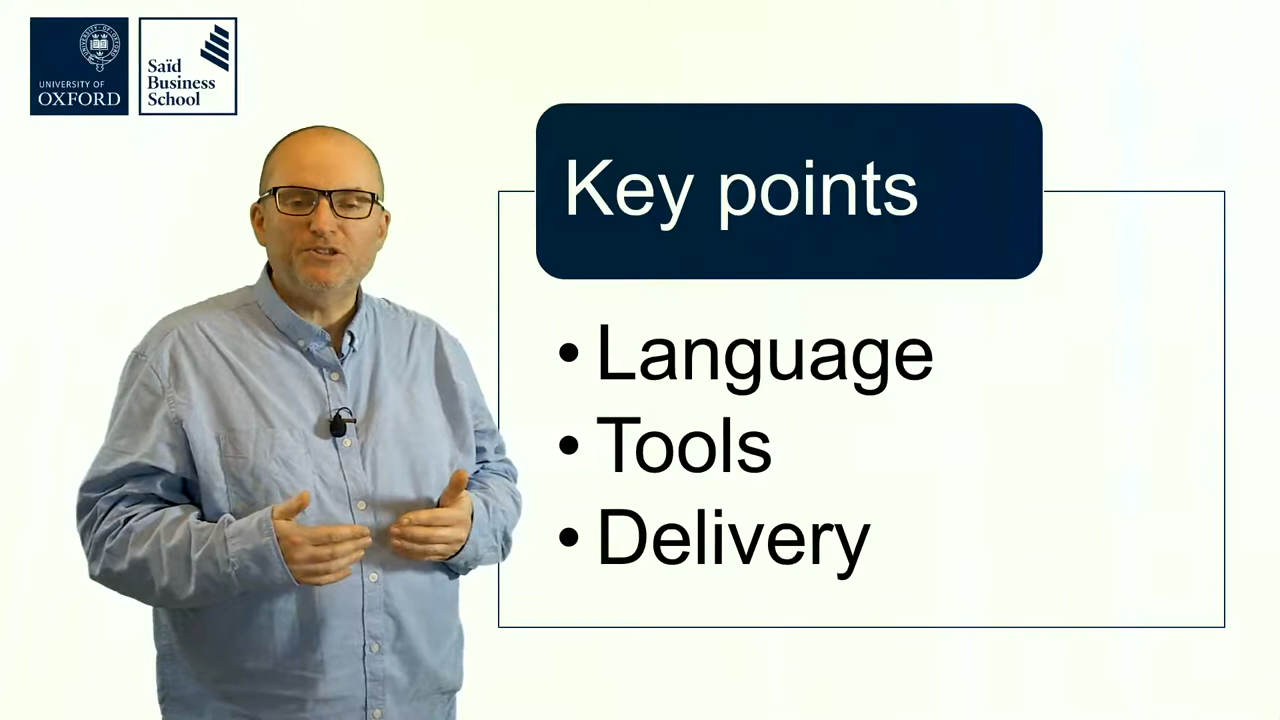 UNIVERSITY OF
OXFORD
Saïd
Business
School
Key points
• Language
• Tools
• Delivery